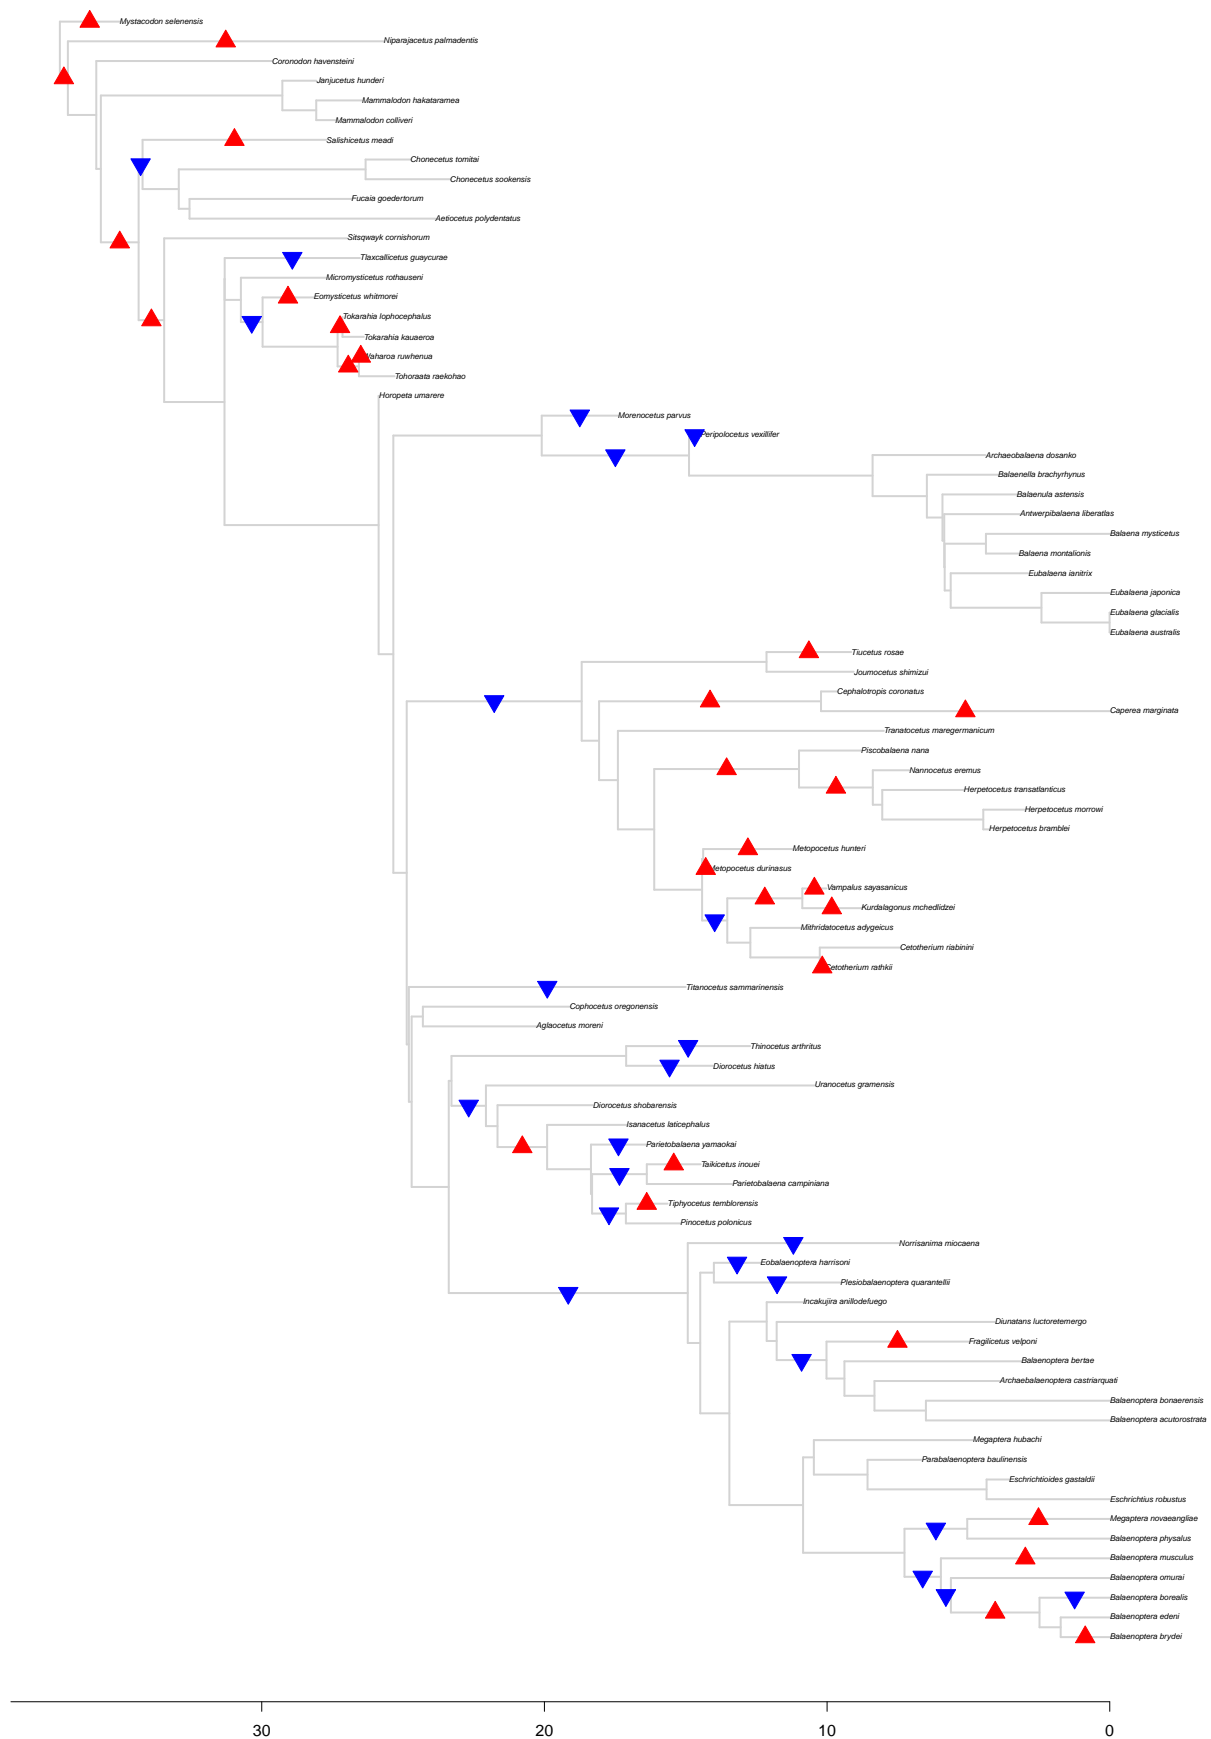 Mystacodon selenensis
Niparajacetus palmadentis
Coronodon havensteini
Janjucetus hunderi
Mammalodon hakataramea
Mammalodon colliveri
Salishicetus meadi
Chonecetus tomitai
Chonecetus sookensis
Fucaia goedertorum
Aetiocetus polydentatus
Sitsqwayk cornishorum
Tlaxcallicetus guaycurae
Micromysticetus rothauseni
Eomysticetus whitmorei
Tokarahia lophocephalus
Tokarahia kauaeroa
Waharoa ruwhenua
Tohoraata raekohao
Horopeta umarere
Morenocetus parvus
Peripolocetus vexillifer
Archaeobalaena dosanko
Balaenella brachyrhynus
Balaenula astensis
Antwerpibalaena liberatlas
Balaena mysticetus
Balaena montalionis
Eubalaena ianitrix
Eubalaena japonica
Eubalaena glacialis
Eubalaena australis
Tiucetus rosae
Joumocetus shimizui
Cephalotropis coronatus
Caperea marginata
Tranatocetus maregermanicum
Piscobalaena nana
Nannocetus eremus
Herpetocetus transatlanticus
Herpetocetus morrowi
Herpetocetus bramblei
Metopocetus hunteri
Metopocetus durinasus
Vampalus sayasanicus
Kurdalagonus mchedlidzei
Mithridatocetus adygeicus
Cetotherium riabinini
Cetotherium rathkii
Titanocetus sammarinensis
Cophocetus oregonensis
Aglaocetus moreni
Thinocetus arthritus
Diorocetus hiatus
Uranocetus gramensis
Diorocetus shobarensis
Isanacetus laticephalus
Parietobalaena yamaokai
Taikicetus inouei
Parietobalaena campiniana
Tiphyocetus temblorensis
Pinocetus polonicus
Norrisanima miocaena
Eobalaenoptera harrisoni
Plesiobalaenoptera quarantellii
Incakujira anillodefuego
Diunatans luctoretemergo
Fragilicetus velponi
Balaenoptera bertae
Archaebalaenoptera castriarquati
Balaenoptera bonaerensis
Balaenoptera acutorostrata
Megaptera hubachi
Parabalaenoptera baulinensis
Eschrichtioides gastaldii
Eschrichtius robustus
Megaptera novaeangliae
Balaenoptera physalus
Balaenoptera musculus
Balaenoptera omurai
Balaenoptera borealis
Balaenoptera edeni
Balaenoptera brydei
30 20 10 0